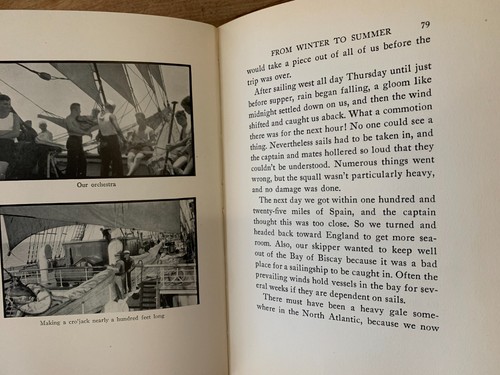 Our orchestra
Making a cro'jack nearly a hundred feet long
79
FROM WINTER TO SUMMER
would take a piece out of all of us before the
trip was over.
After sailing west all day Thursday until just
before supper, rain began falling, a gloom like
midnight settled down on us, and then the wind
shifted and caught us aback. What a commotion
there was for the next hour! No one could see a
thing. Nevertheless sails had to be taken in, and
the captain and mates hollered so loud that they
couldn't be understood. Numerous things went
wrong, but the squall wasn't particularly heavy,
and no damage was done.
The next day we got within one hundred and
twenty-five miles of Spain, and the captain
thought this was too close. So we turned and
headed back toward England to get more sea-
room. Also, our skipper wanted to keep well
out of the Bay of Biscay because it was a bad
place for a sailingship to be caught in. Often the
prevailing winds hold vessels in the bay for sev-
eral weeks if they are dependent on sails.
There must have been a heavy gale some-
where in the North Atlantic, because we now